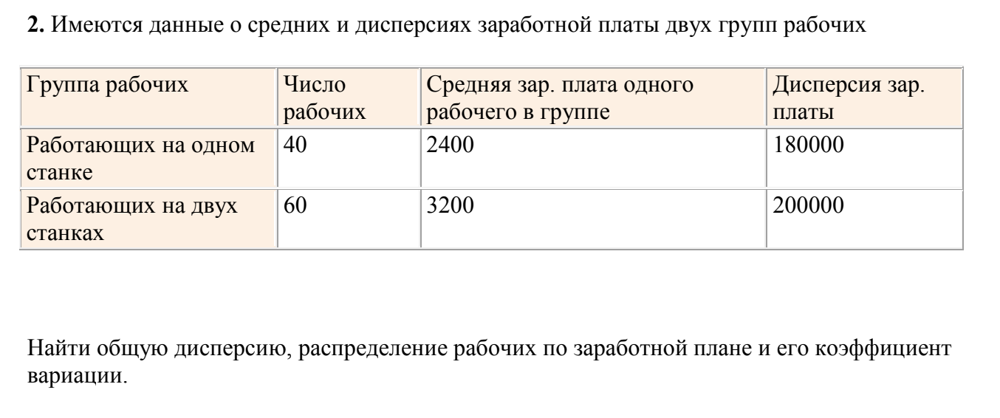 2. Имеются данные о средних и дисперсиях заработной платы двух групп рабочих
Группа рабочих
Число
рабочих
Средняя зар. плата одного
рабочего в группе
Дисперсия зар.
платы
Работающих на одном
станке
40
2400
180000
Работающих на двух
станках
60
3200
200000
Найти общую дисперсию, распределение рабочих по заработной плане и его коэффициент
вариации.